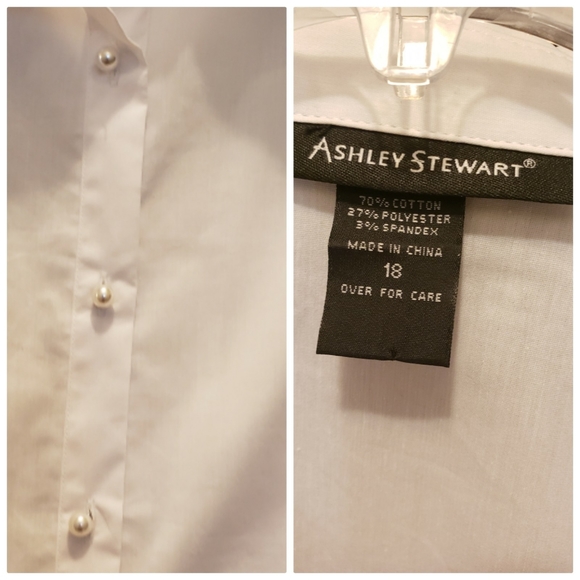 ASHLEY STEWART®
70% COTTON
27% POLYESTER
3% SPANDEX
MADE IN CHINA
18
OVER FOR CARE